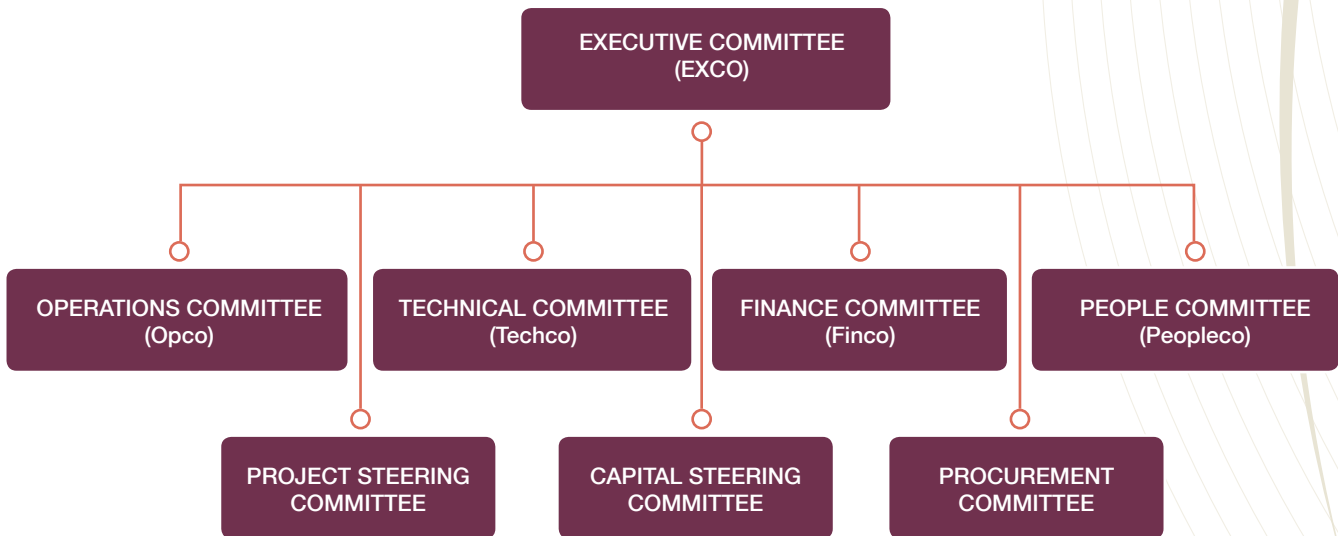 EXECUTIVE COMMITTEE
(EXCO)
OPERATIONS COMMITTEE
(Opco)
TECHNICAL COMMITTEE
(Techco)
FINANCE COMMITTEE
(Finco)
PEOPLE COMMITTEE
(Peopleco)
PROJECT STEERING
COMMITTEE
CAPITAL STEERING
COMMITTEE
PROCUREMENT
COMMITTEE